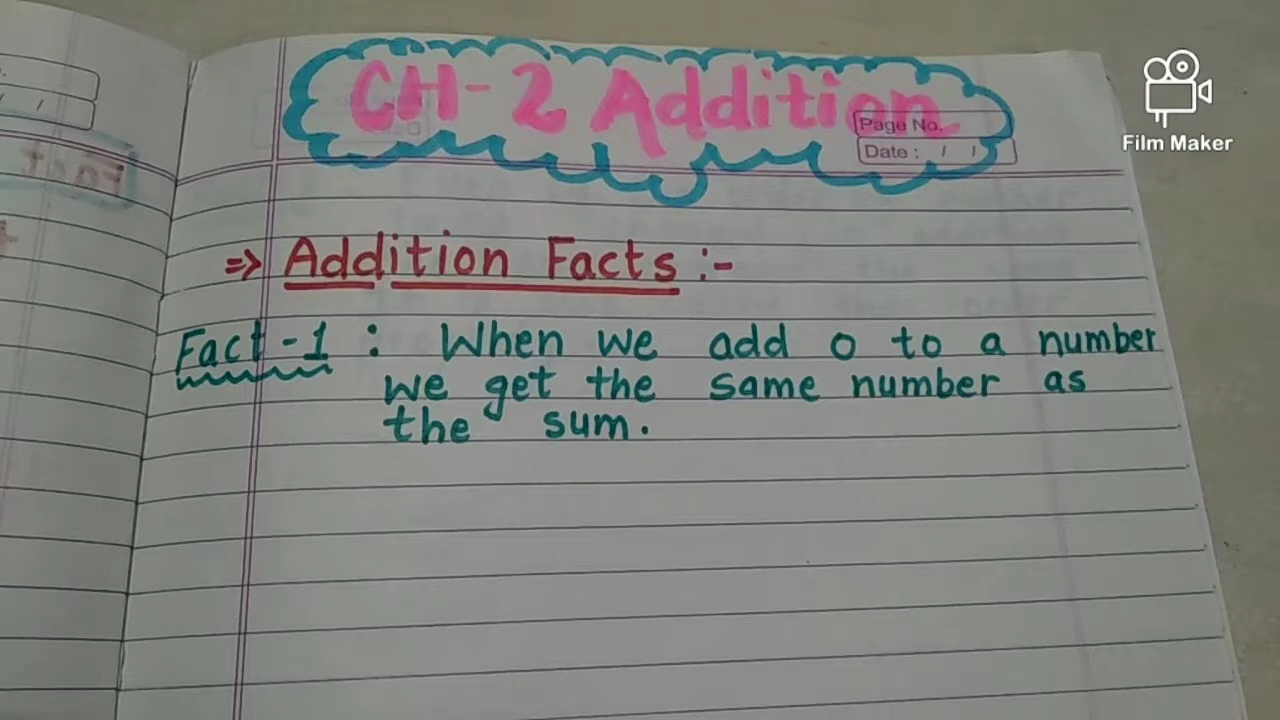 CH-2 Addition
Page No.
Date : / /
Film Maker
=> Addition Facts :-
Fact-1 : When we add 0 to a number
we get the same number as
the sum.